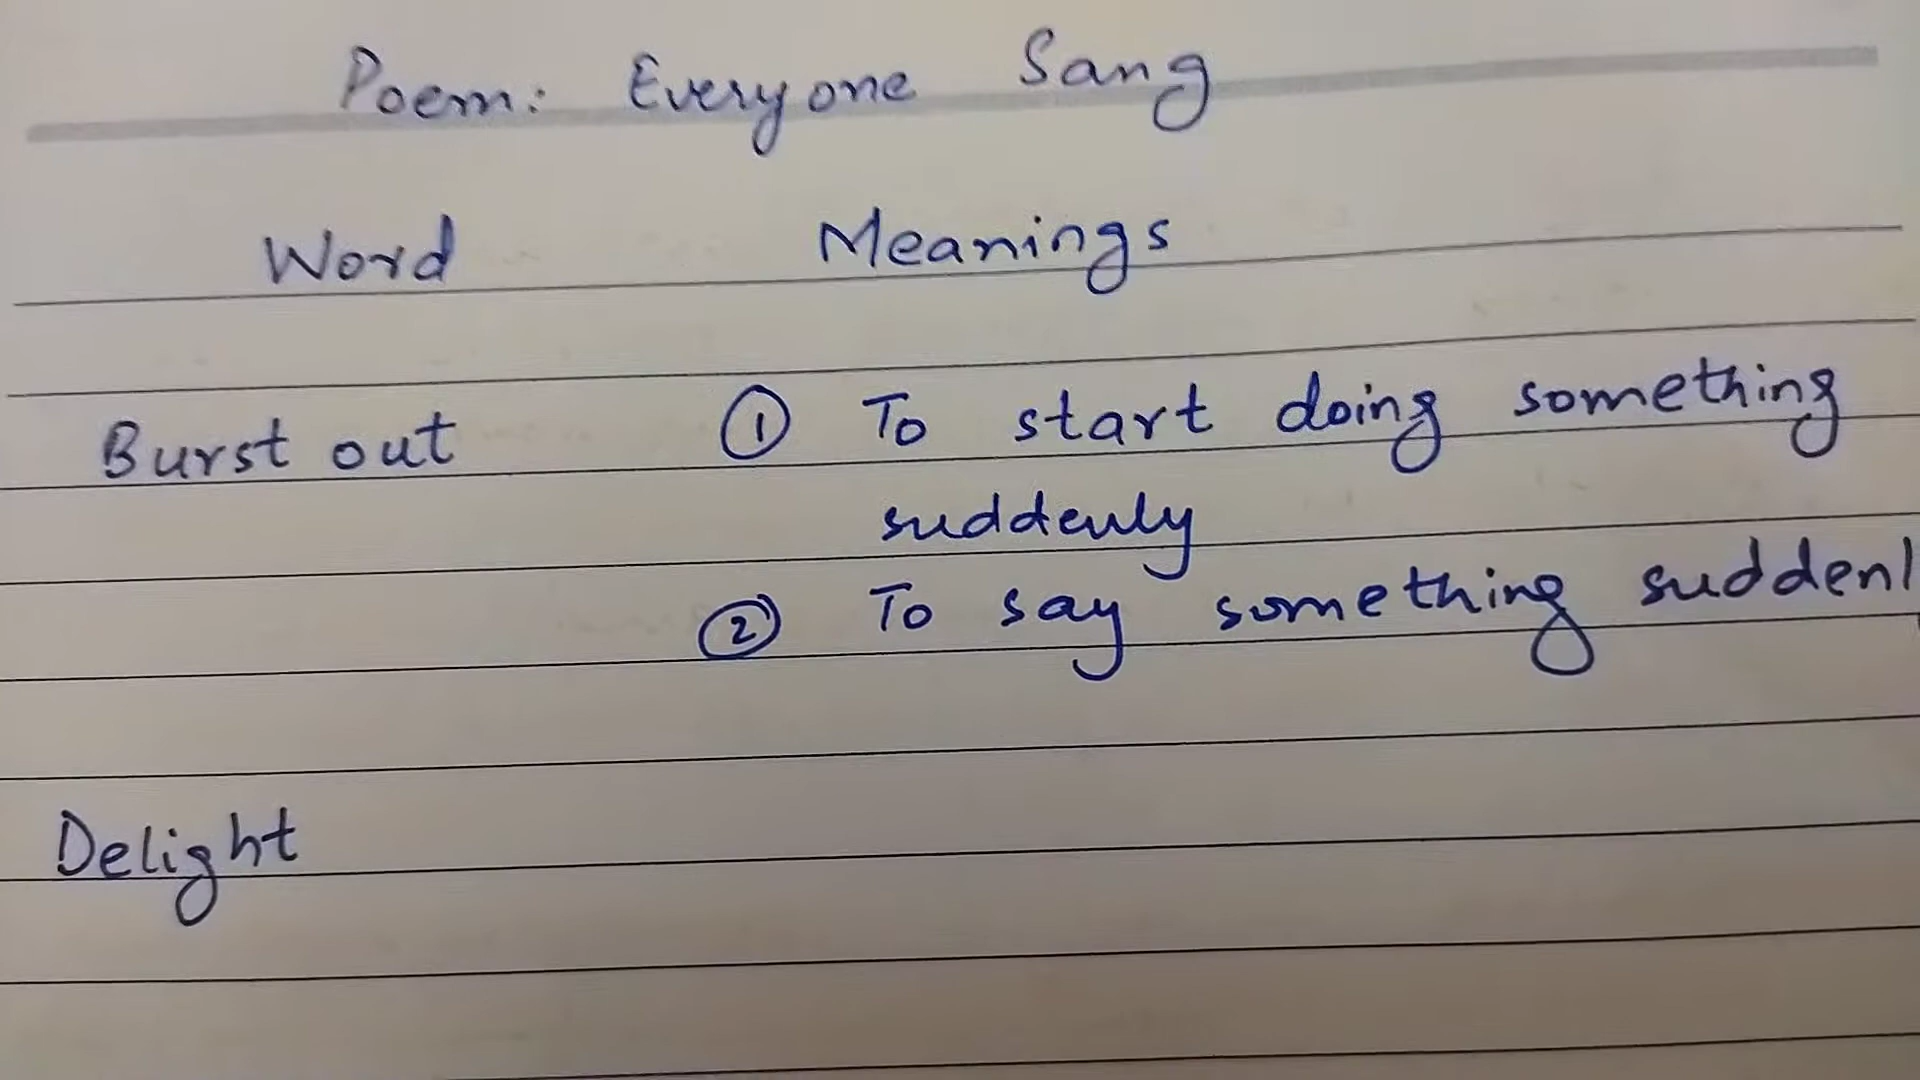 Poem: Everyone Sang
Word Meanings
Burst out ① To start doing something
suddenly
② To say something suddenl
Delight